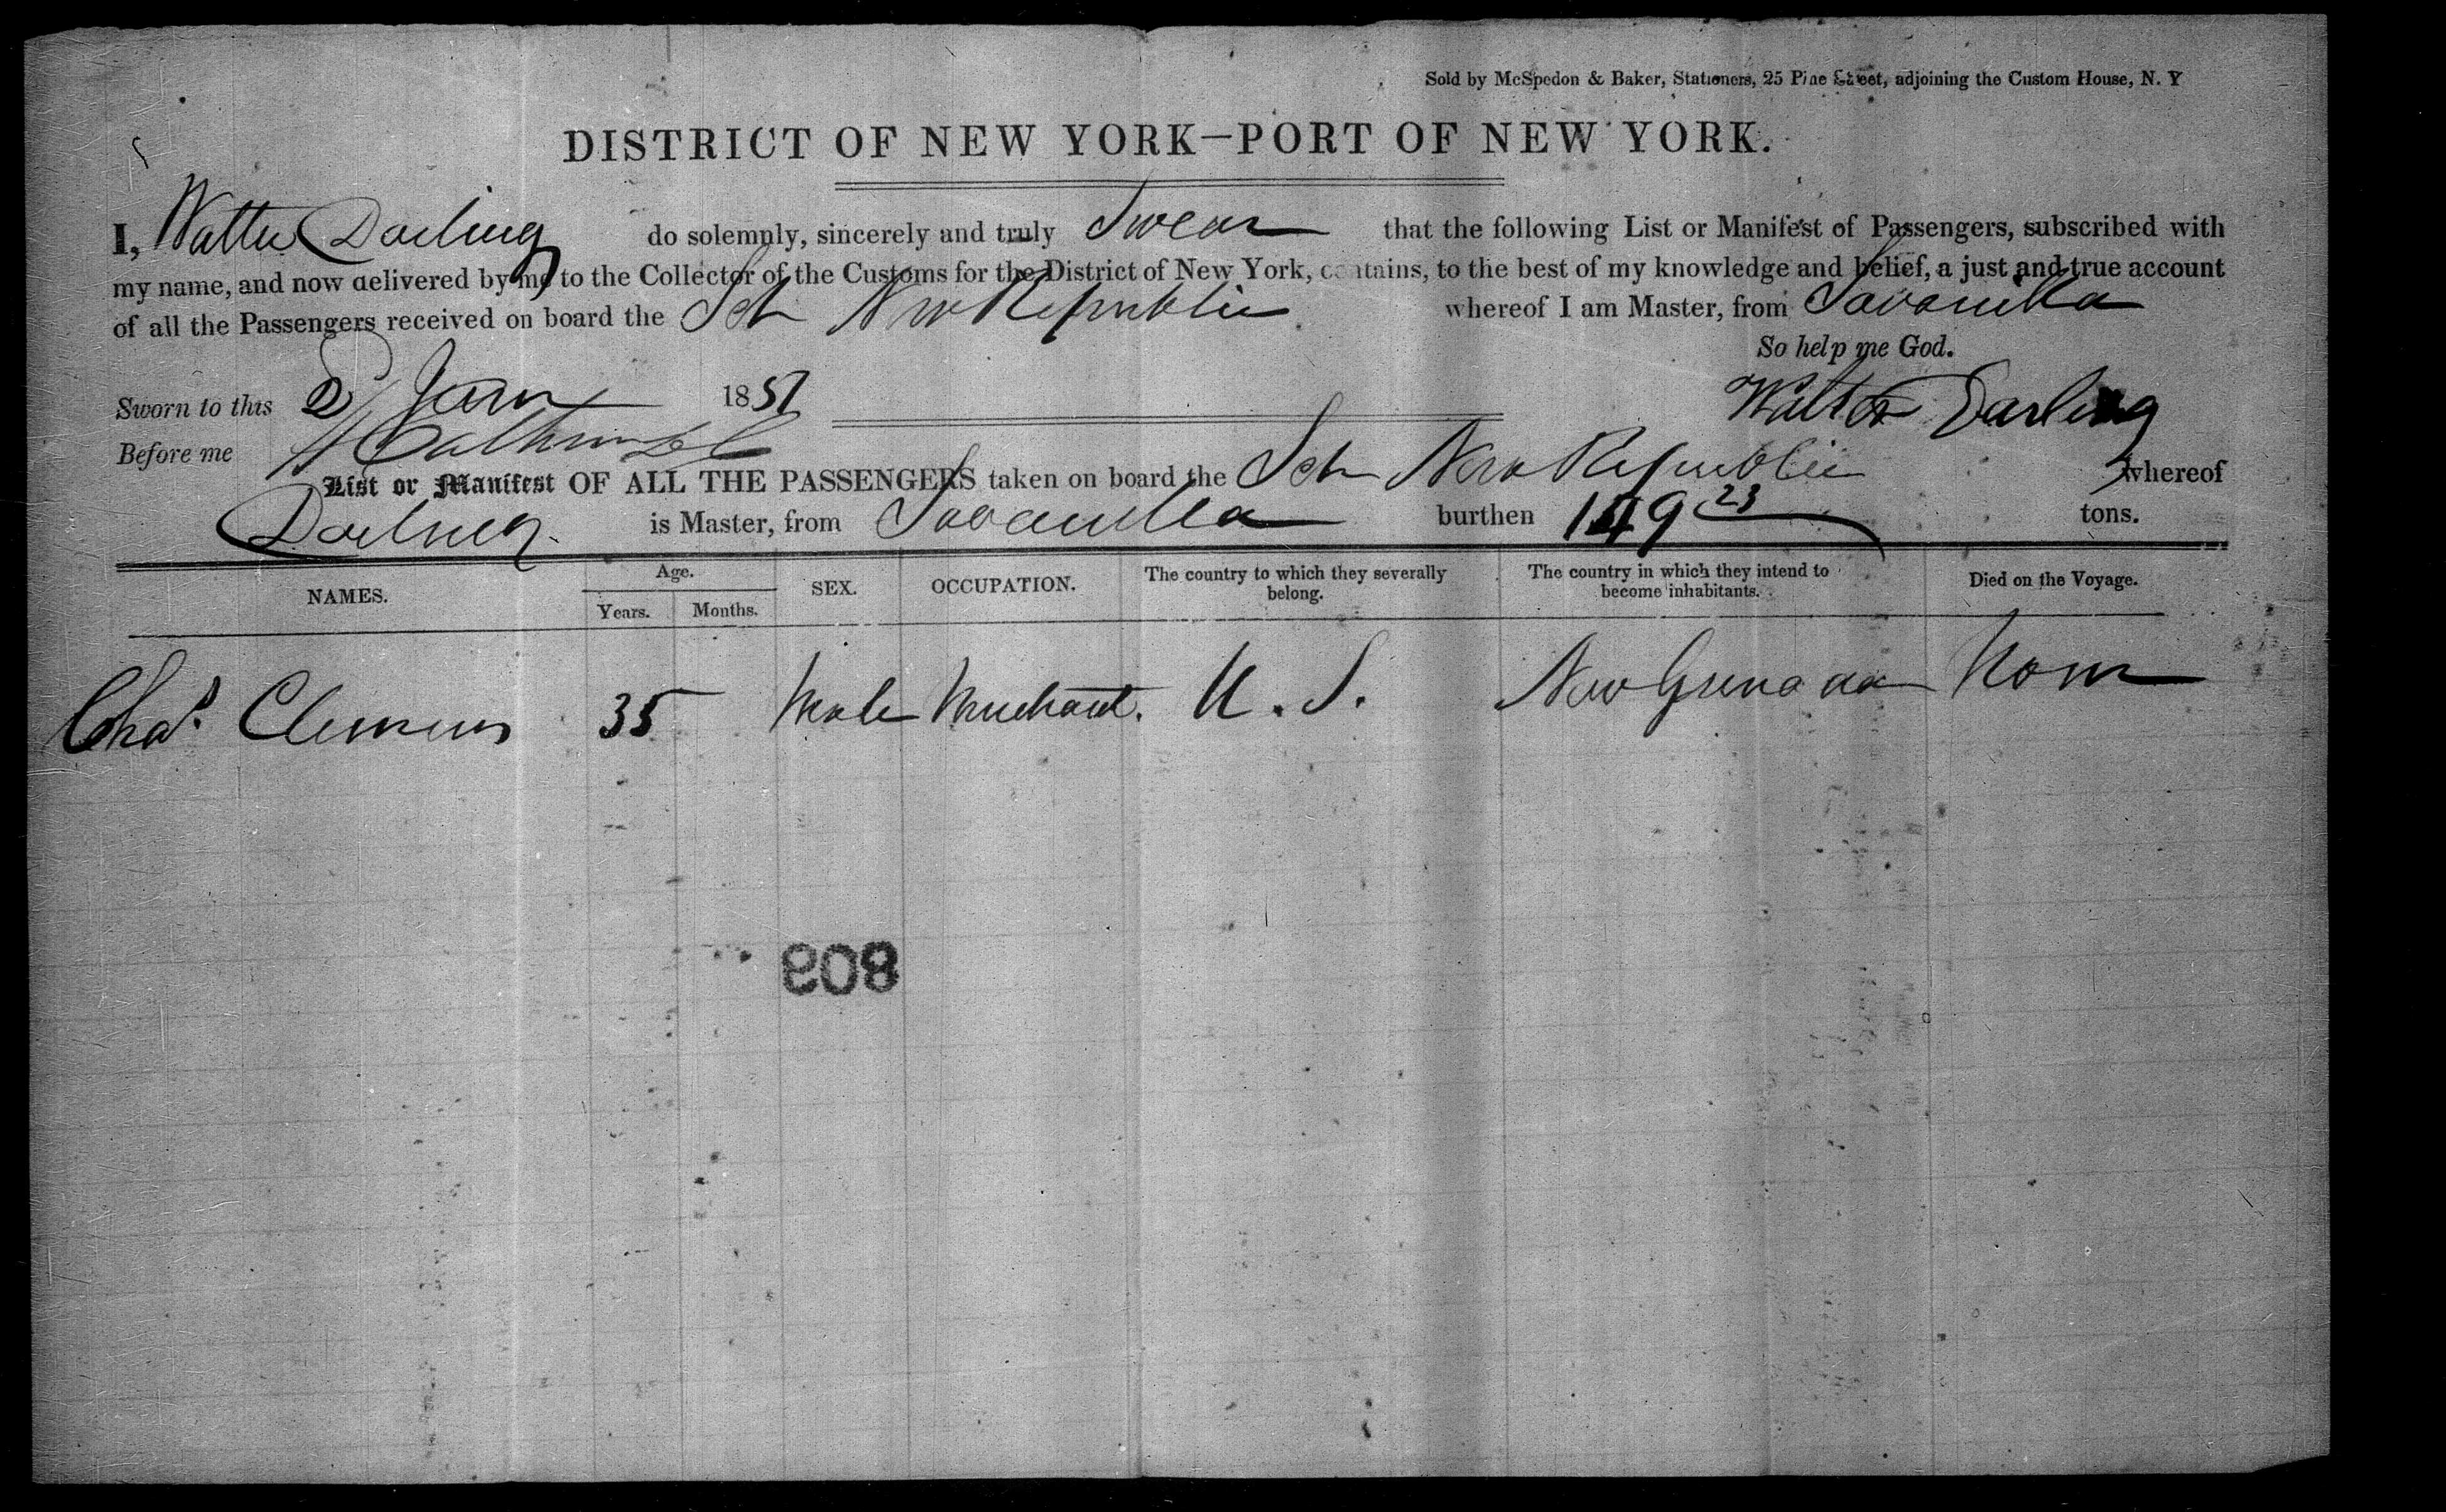 Sold by McSpedon & Baker, Stationers, 25 Pine Street, adjoining the Custom House, N. Y
DISTRICT OF NEW YORK—PORT OF NEW YORK.
I, Walter Darling do solemnly, sincerely and truly Swear that the following List or Manifest of Passengers, subscribed with
my name, and now delivered by me to the Collector of the Customs for the District of New York, contains, to the best of my knowledge and belief, a just and true account
of all the Passengers received on board the Sch New Republic whereof I am Master, from Savanilla
So help me God.
Sworn to this 2 Jany 1851
Walter Darling
Before me
List or Manifest OF ALL THE PASSENGERS taken on board the Sch New Republic whereof
Darling is Master, from Savanilla burthen 149 23 tons.
NAMES. Age. Years. Months. SEX. OCCUPATION. The country to which they severally belong. The country in which they intend to become inhabitants. Died on the Voyage.
Chas. Clemens 35 Male Merchant. U. S. New Grenada None
808